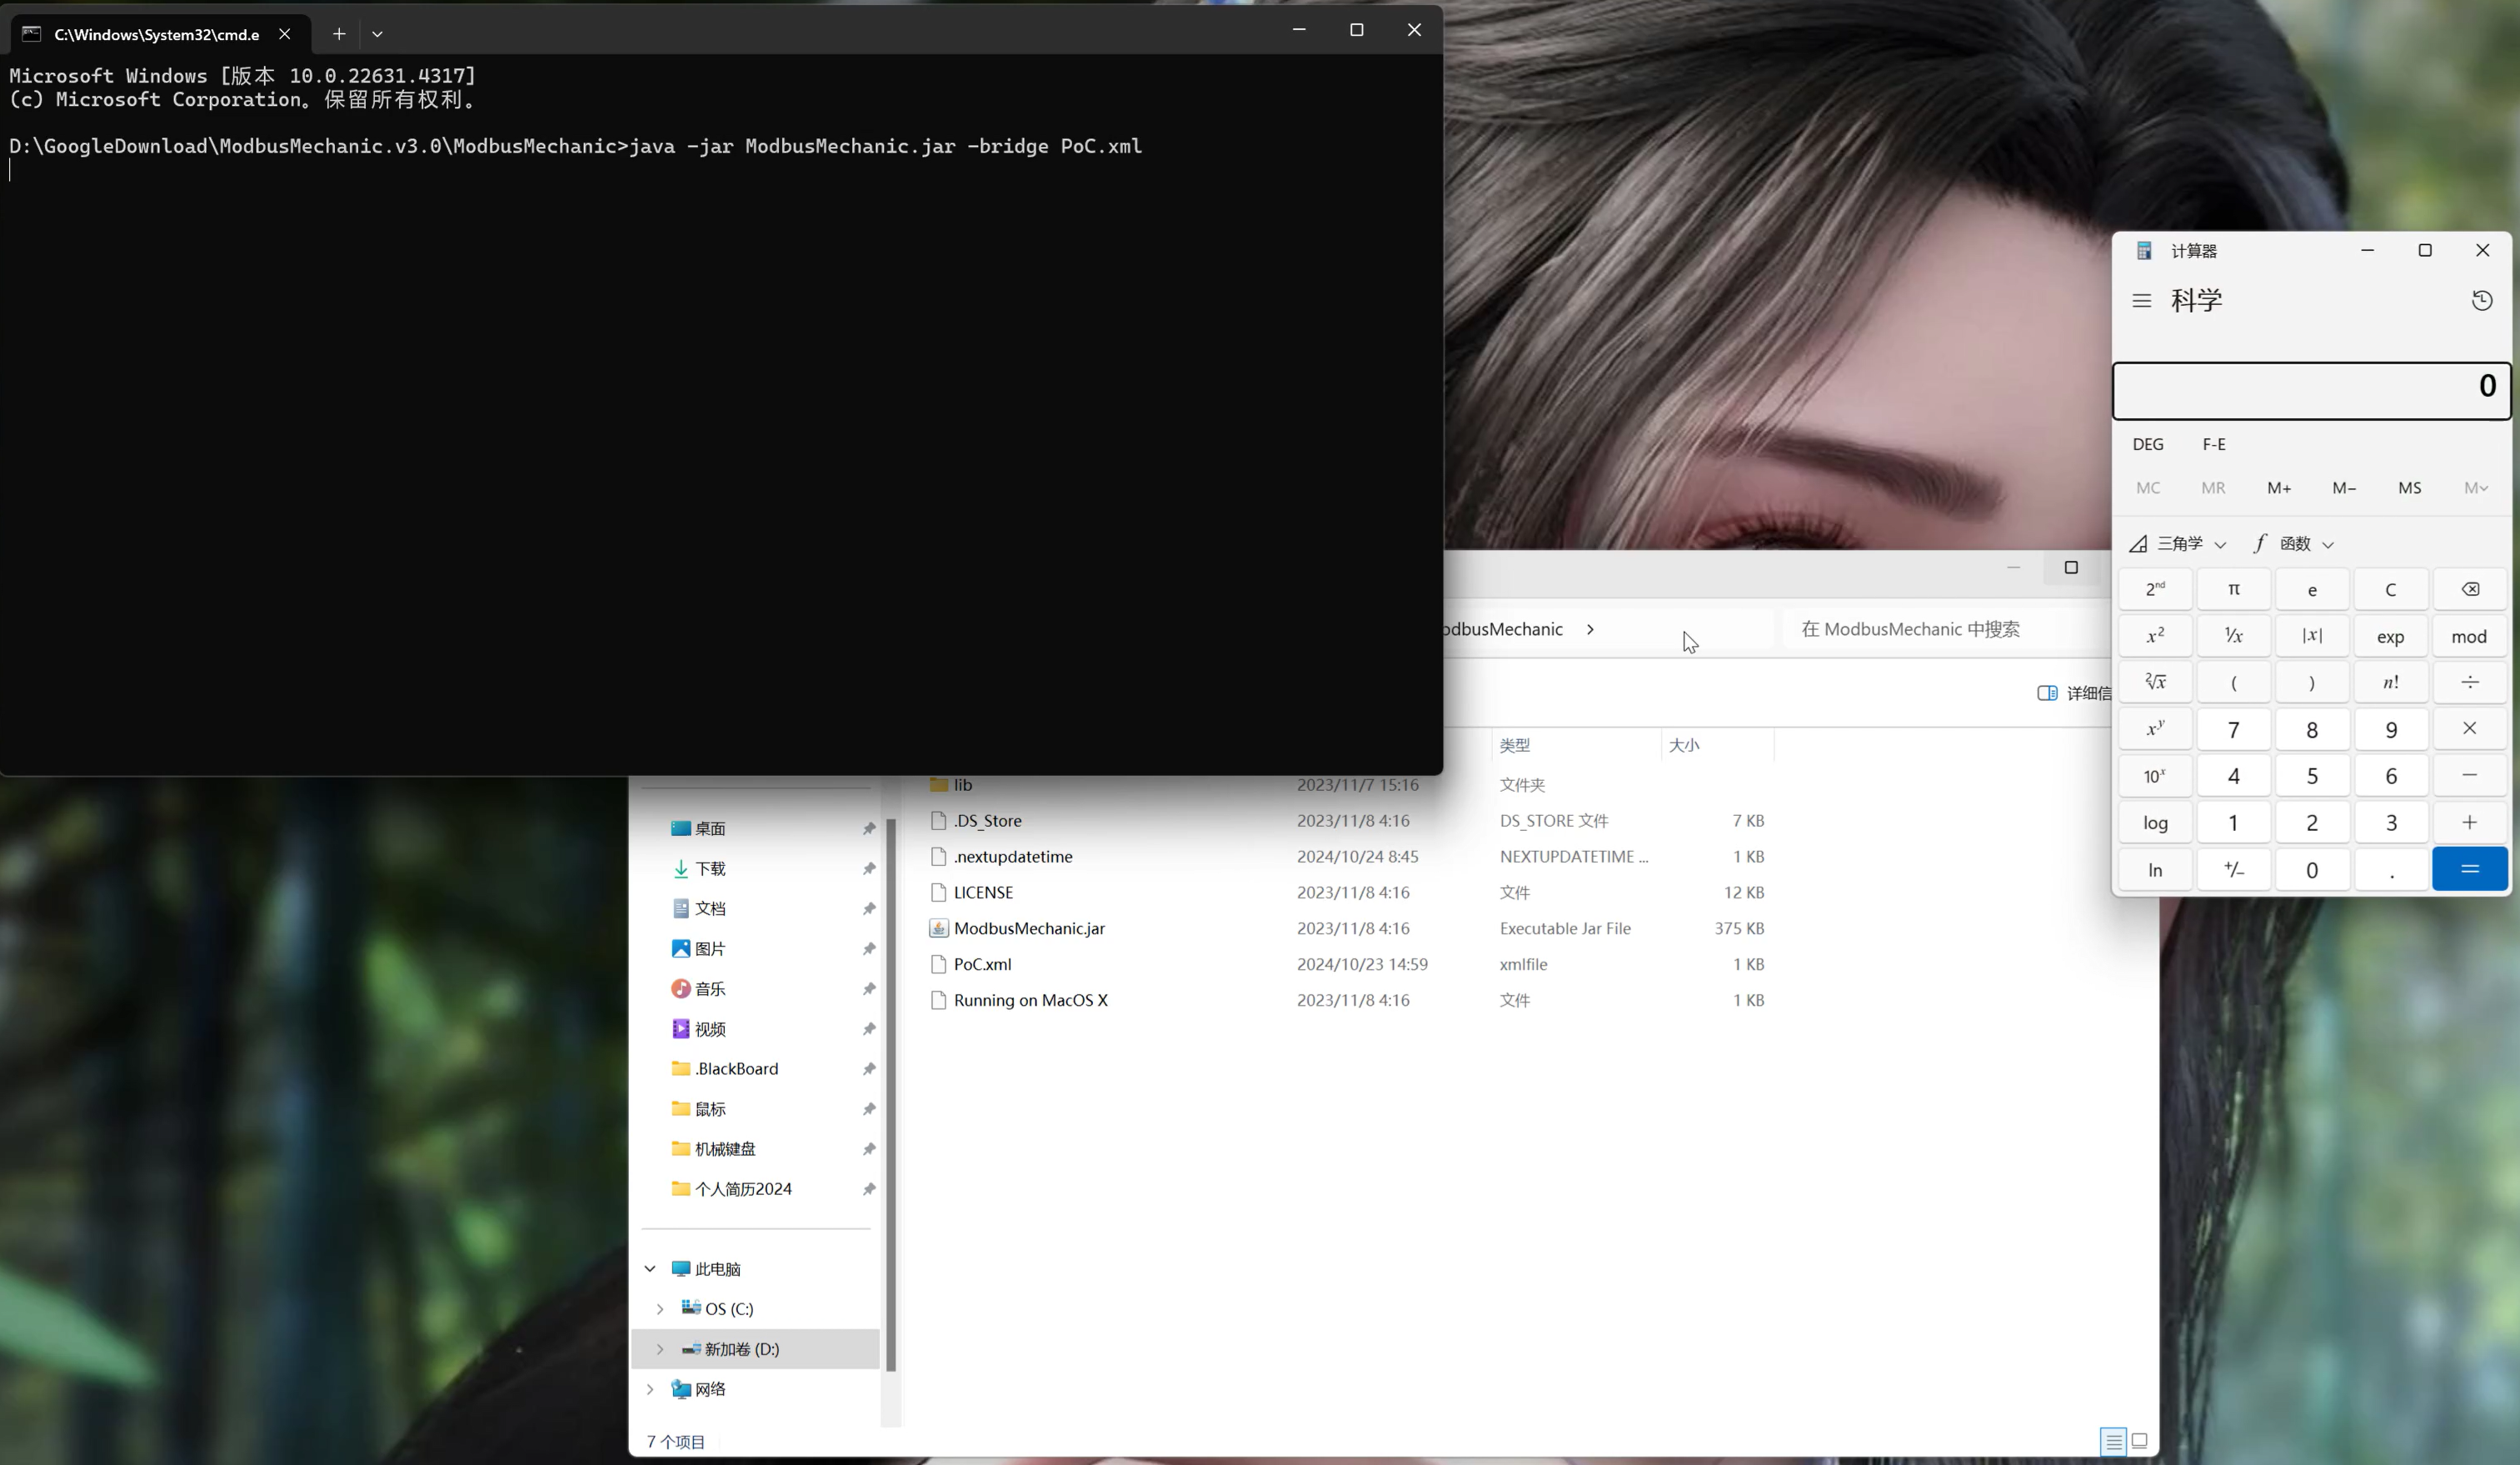 C:\Windows\System32\cmd.e
Microsoft Windows [版本 10.0.22631.4317]
(c) Microsoft Corporation。保留所有权利。
D:\GoogleDownload\ModbusMechanic.v3.0\ModbusMechanic>java -jar ModbusMechanic.jar -bridge PoC.xml
计算器
科学
0
DEG F-E
MC MR M+ M- MS M
三角学 f 函数
2nd π e C
x² ¹/x |x| exp mod
²√x ( ) n! ÷
xʸ 7 8 9 ×
10ˣ 4 5 6 −
log 1 2 3 +
ln +/− 0 . =
odbusMechanic > 在 ModbusMechanic 中搜索
详细信
类型 大小
lib 2023/11/7 15:16 文件夹
.DS_Store 2023/11/8 4:16 DS_STORE 文件 7 KB
.nextupdatetime 2024/10/24 8:45 NEXTUPDATETIME ... 1 KB
LICENSE 2023/11/8 4:16 文件 12 KB
ModbusMechanic.jar 2023/11/8 4:16 Executable Jar File 375 KB
PoC.xml 2024/10/23 14:59 xmlfile 1 KB
Running on MacOS X 2023/11/8 4:16 文件 1 KB
桌面
下载
文档
图片
音乐
视频
.BlackBoard
鼠标
机械键盘
个人简历2024
此电脑
OS (C:)
新加卷 (D:)
网络
7 个项目